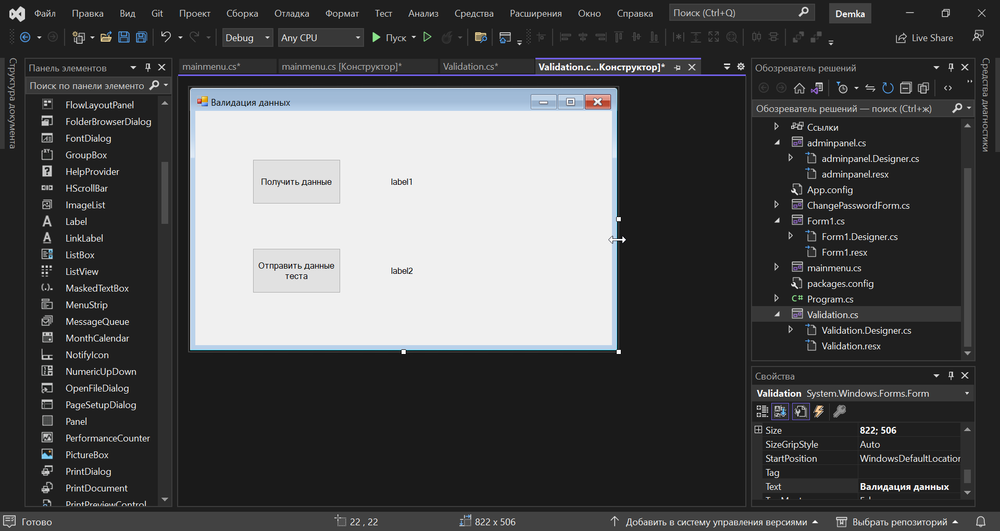 Файл Правка Вид Git Проект Сборка Отладка Формат Тест Анализ Средства Расширения Окно Справка Поиск (Ctrl+Q) Demka
Debug Any CPU Пуск Live Share
Структура документа
Панель элементов
Поиск по панели элементо
FlowLayoutPanel
FolderBrowserDialog
FontDialog
GroupBox
HelpProvider
HScrollBar
ImageList
Label
LinkLabel
ListBox
ListView
MaskedTextBox
MenuStrip
MessageQueue
MonthCalendar
NotifyIcon
NumericUpDown
OpenFileDialog
PageSetupDialog
Panel
PerformanceCounter
PictureBox
PrintDialog
PrintDocument
PrintPreviewControl
mainmenu.cs* mainmenu.cs [Конструктор]* Validation.cs* Validation.c...Конструктор]*
Валидация данных
Получить данные label1
Отправить данные
теста
label2
Обозреватель решений
Обозреватель решений — поиск (Ctrl+ж)
Ссылки
adminpanel.cs
adminpanel.Designer.cs
adminpanel.resx
App.config
ChangePasswordForm.cs
Form1.cs
Form1.Designer.cs
Form1.resx
mainmenu.cs
packages.config
C# Program.cs
Validation.cs
Validation.Designer.cs
Validation.resx
Средства диагностики
Свойства
Validation System.Windows.Forms.Form
Size 822; 506
SizeGripStyle Auto
StartPosition WindowsDefaultLocation
Tag
Text Валидация данных
Готово 22 , 22 822 x 506 Добавить в систему управления версиями Выбрать репозиторий